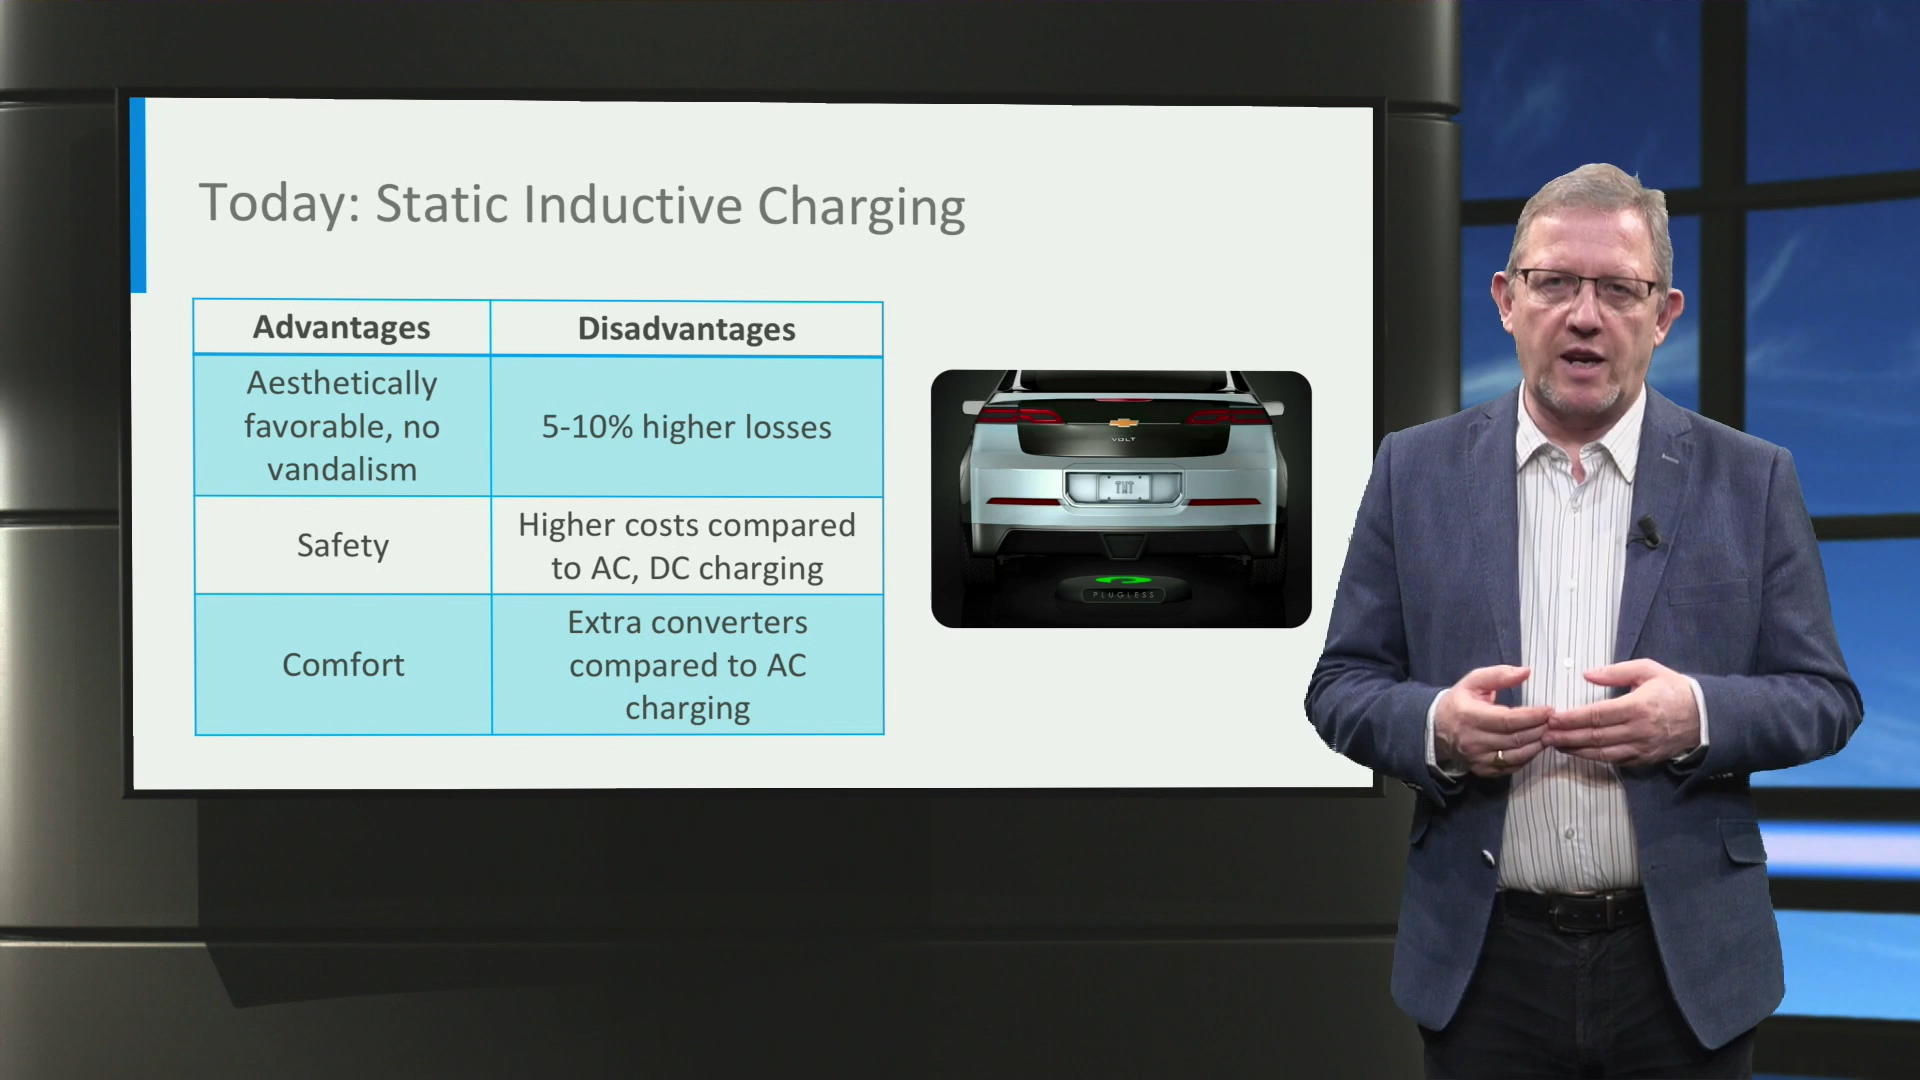 Today: Static Inductive Charging
Advantages
Disadvantages
Aesthetically
favorable, no
vandalism
5-10% higher losses
Safety
Higher costs compared
to AC, DC charging
Comfort
Extra converters
compared to AC
charging
VOLT
TMT
PLUGLESS